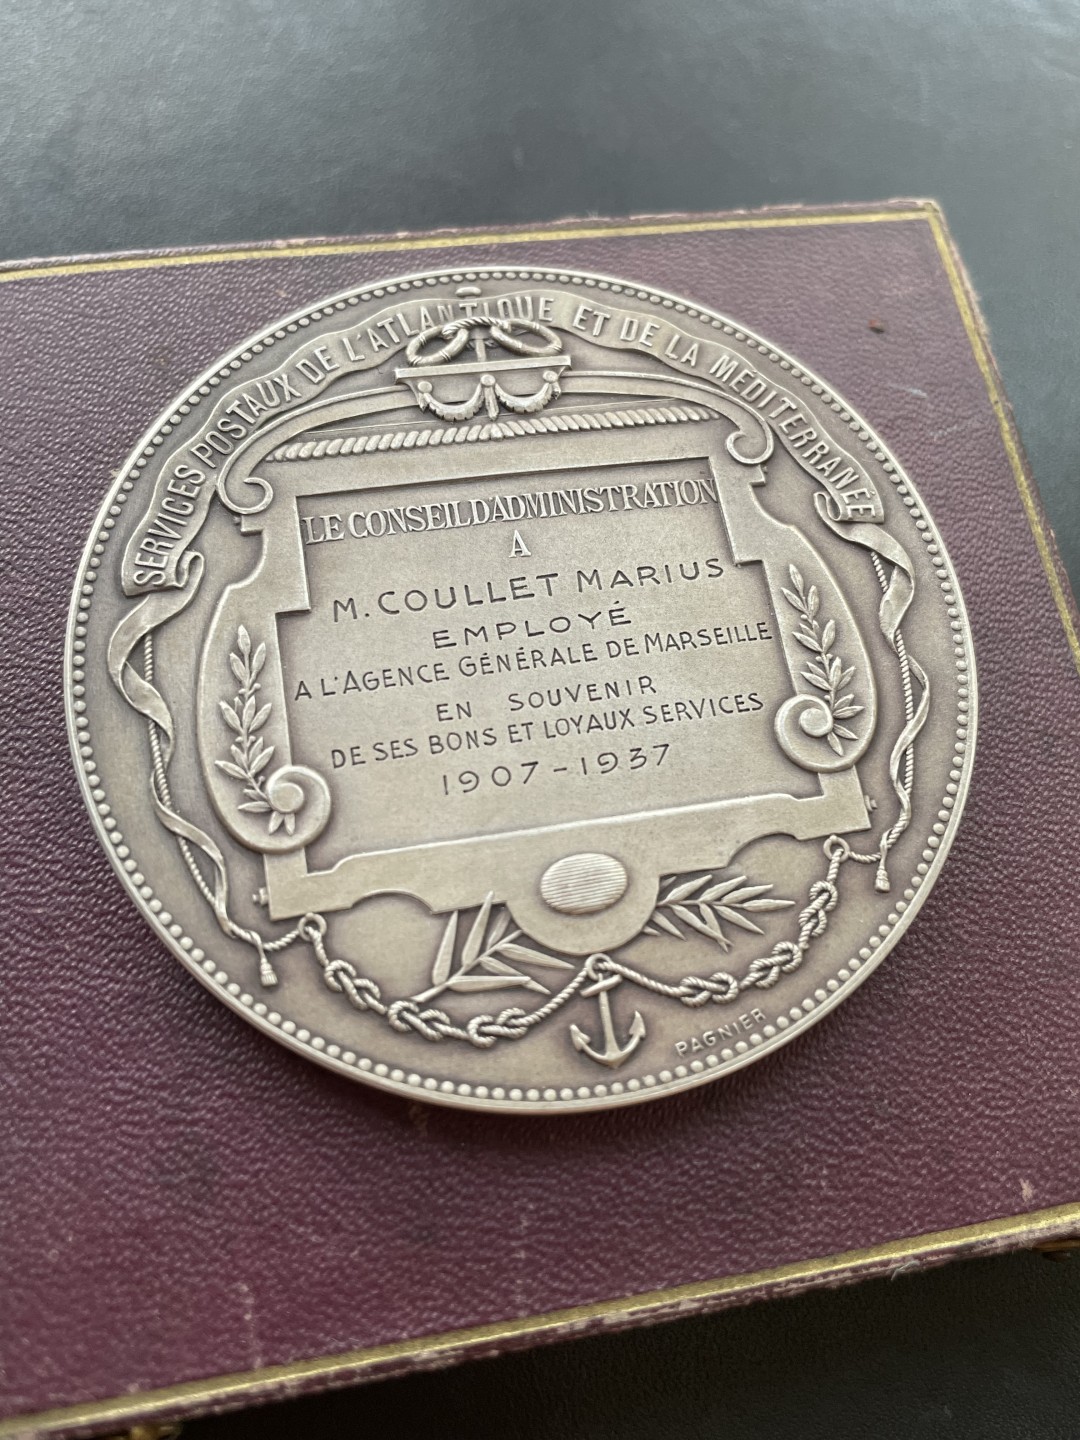 SERVICES POSTAUX DE L'ATLANTIQUE ET DE LA MEDITERRANÉE
LE CONSEIL D'ADMINISTRATION
A
M. COULLET MARIUS
EMPLOYÉ
A L'AGENCE GÉNÉRALE DE MARSEILLE
EN SOUVENIR
DE SES BONS ET LOYAUX SERVICES
1907-1937
PAGNIER